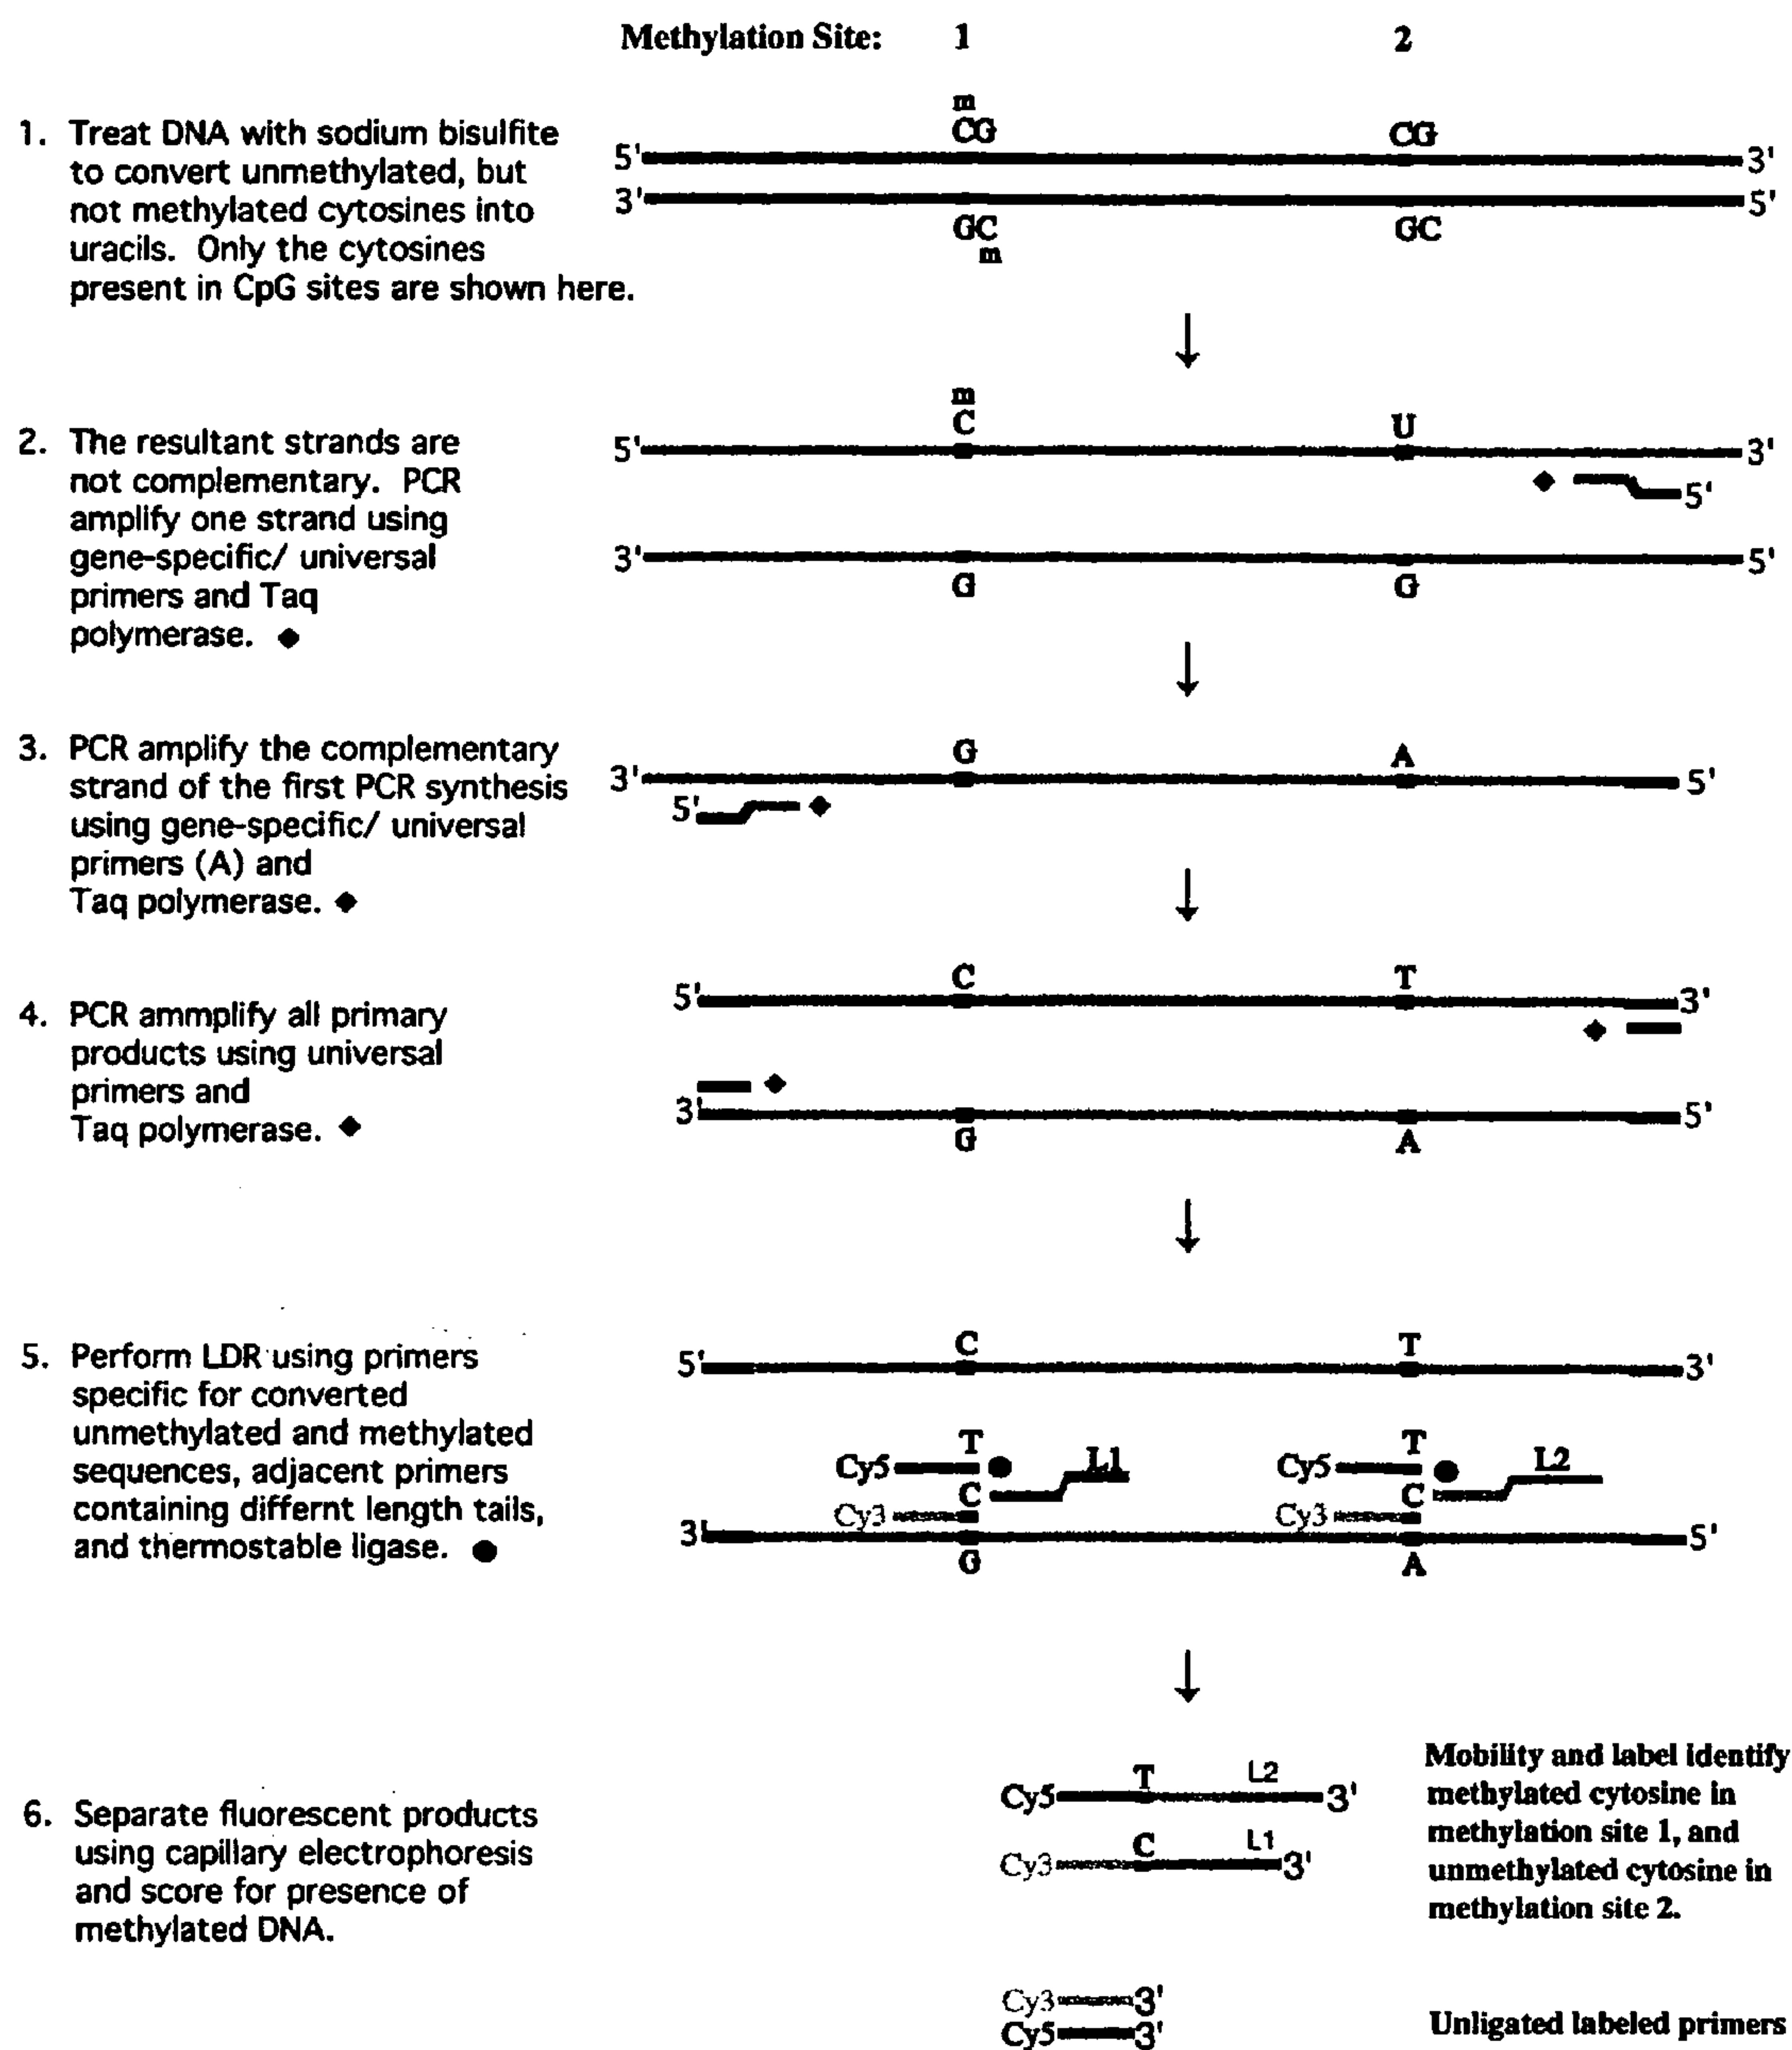 Methylation Site: 1 2
1. Treat DNA with sodium bisulfite
to convert unmethylated, but
not methylated cytosines into
uracils. Only the cytosines
present in CpG sites are shown here.
m
CG CG
5' 3'
3' 5'
GC GC
m
2. The resultant strands are
not complementary. PCR
amplify one strand using
gene-specific/ universal
primers and Taq
polymerase. ◆
m
C U
5' 3'
5'
3' 5'
G G
3. PCR amplify the complementary
strand of the first PCR synthesis
using gene-specific/ universal
primers (A) and
Taq polymerase. ◆
G A
3' 5'
5'
4. PCR ammplify all primary
products using universal
primers and
Taq polymerase. ◆
C T
5' 3'
3' 5'
G A
5. Perform LDR using primers
specific for converted
unmethylated and methylated
sequences, adjacent primers
containing differnt length tails,
and thermostable ligase. ●
C T
5' 3'
T T
Cy5 L1 Cy5 L2
C C
Cy3 Cy3
3' 5'
G A
6. Separate fluorescent products
using capillary electrophoresis
and score for presence of
methylated DNA.
T L2
Cy5 3'
C L1
Cy3 3'
Mobility and label identify
methylated cytosine in
methylation site 1, and
unmethylated cytosine in
methylation site 2.
Cy3 3'
Cy5 3'
Unligated labeled primers